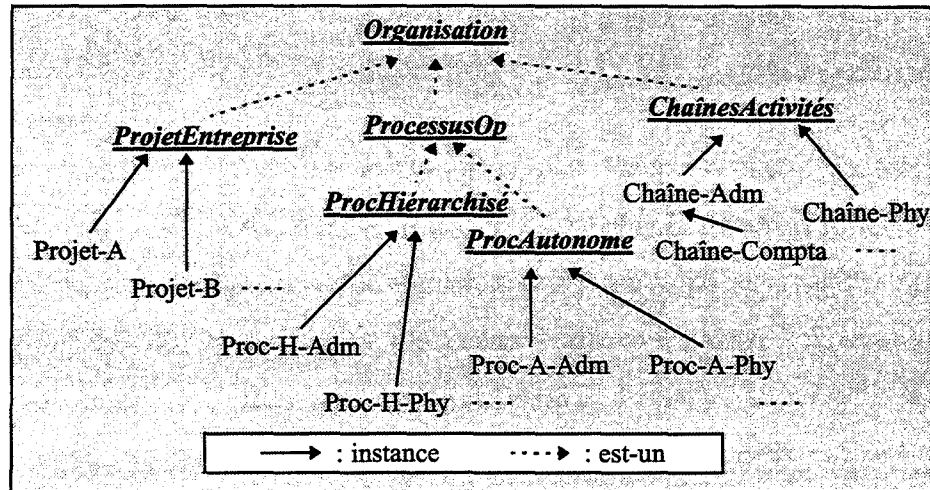 Organisation
ChaînesActivités
ProjetEntreprise
ProcessusOp
Chaîne-Adm
ProcHiérarchisé
Chaîne-Phy
ProcAutonome
Chaîne-Compta
Projet-A
Projet-B
Proc-H-Adm
Proc-A-Adm
Proc-A-Phy
Proc-H-Phy
: instance : est-un